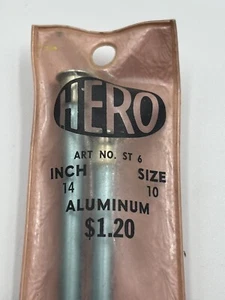 HERO
ART NO. ST 6
INCH SIZE
14 10
ALUMINUM
$1.20